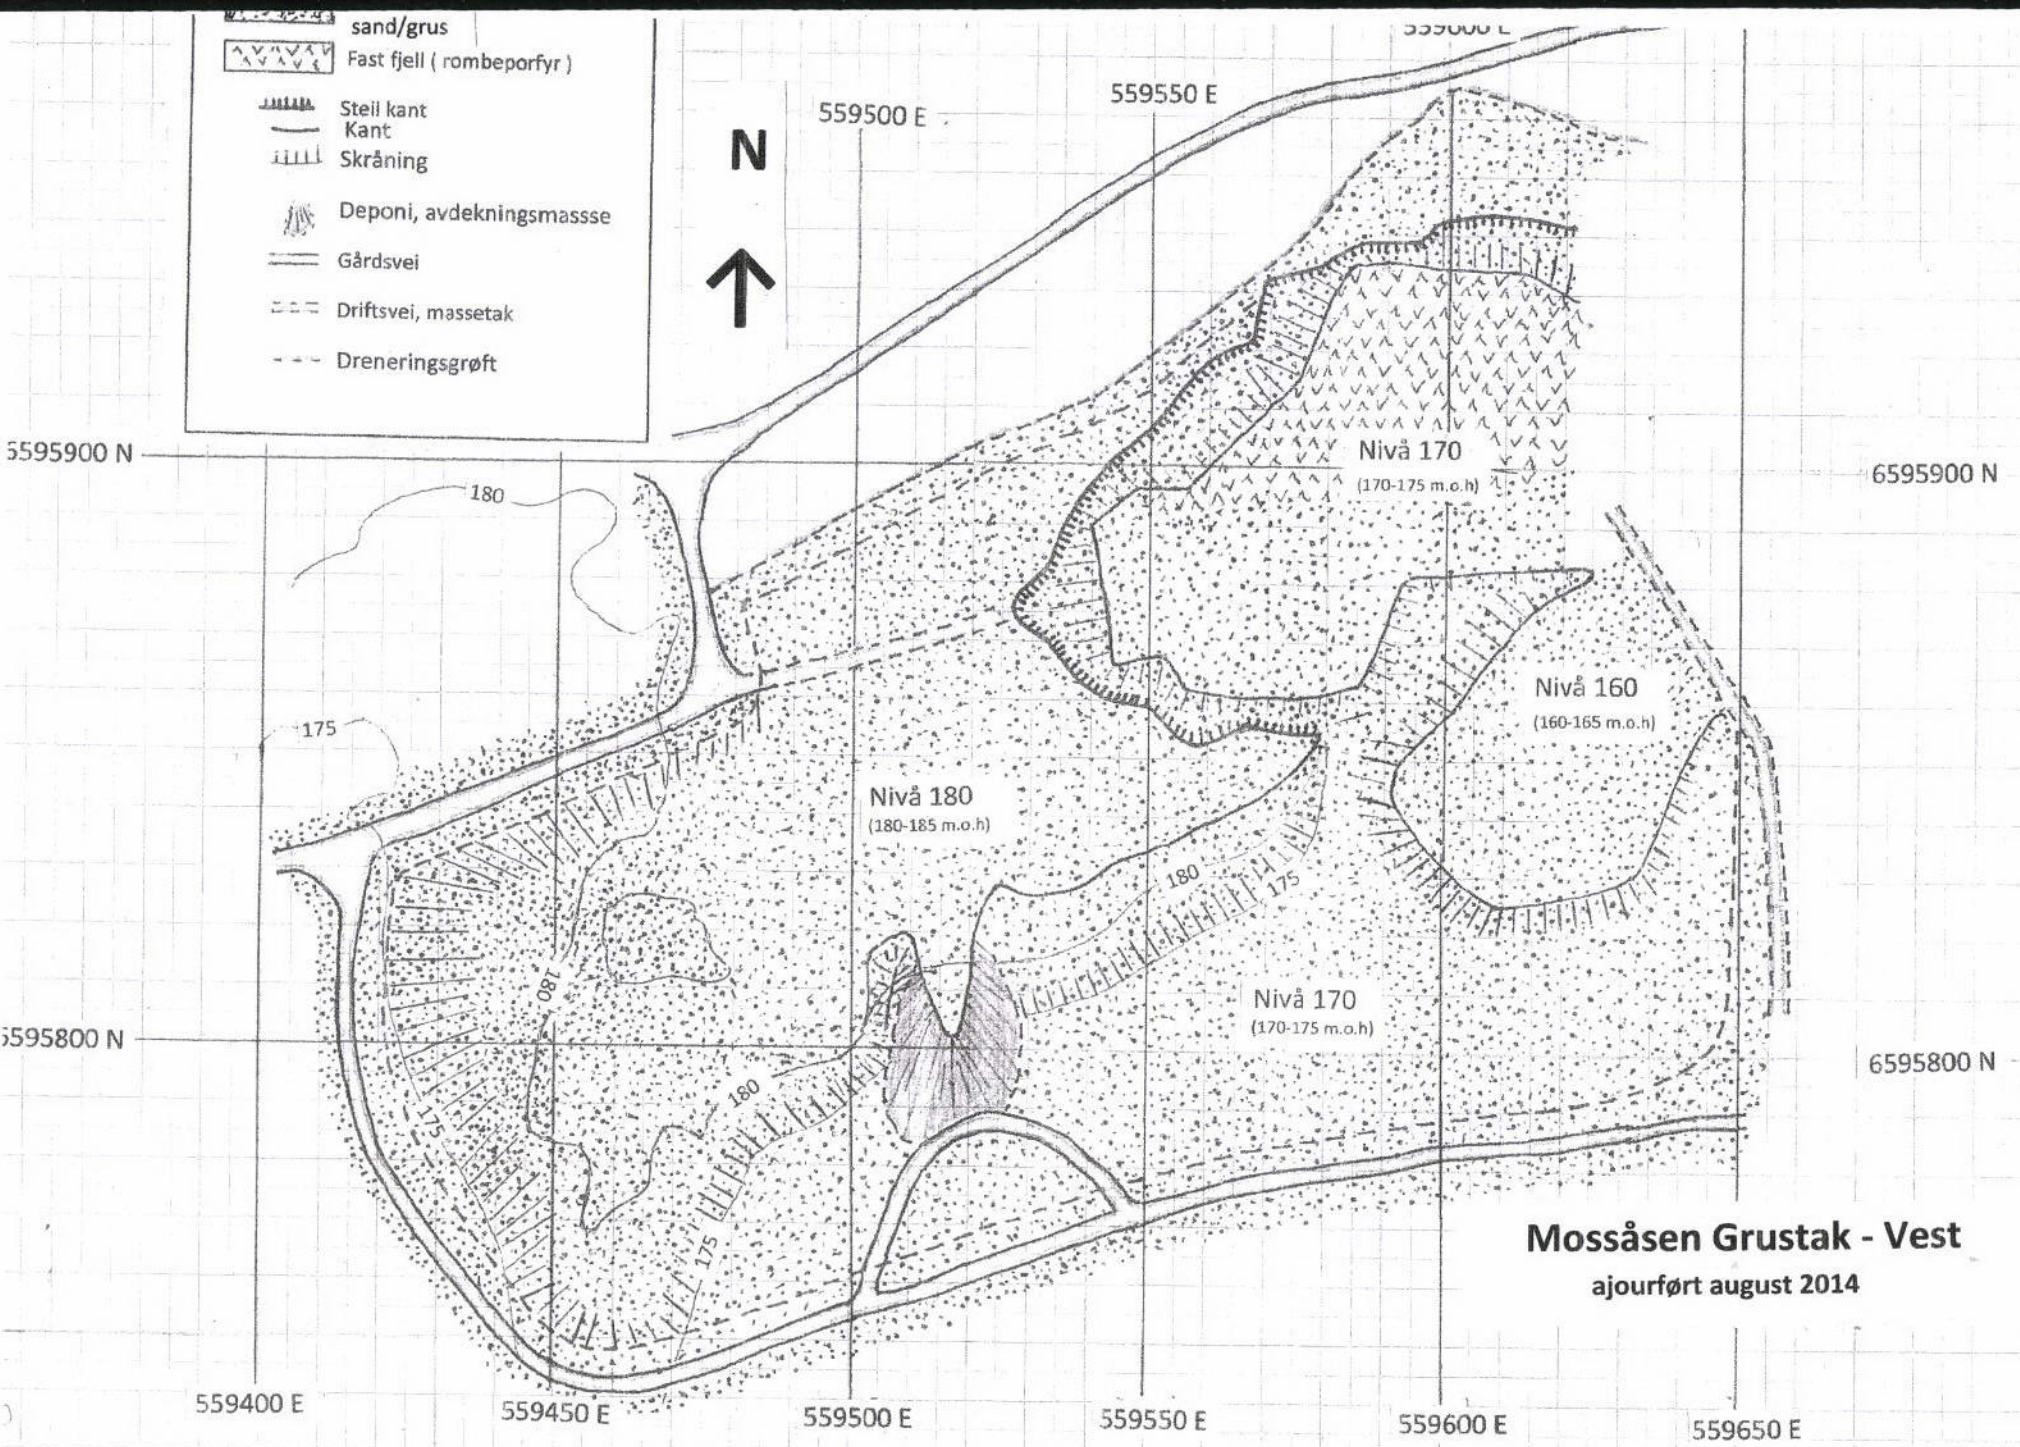 sand/grus
Fast fjell ( rombeporfyr )
Steil kant
Kant
Skråning
Deponi, avdekningsmassse
Gårdsvei
Driftsvei, massetak
Dreneringsgrøft
N
559500 E
559550 E
559600 E
5595900 N
6595900 N
180
175
Nivå 170
(170-175 m.o.h)
Nivå 160
(160-165 m.o.h)
Nivå 180
(180-185 m.o.h)
180
175
180
Nivå 170
(170-175 m.o.h)
5595800 N
6595800 N
180
175
175
Mossåsen Grustak - Vest
ajourført august 2014
559400 E
559450 E
559500 E
559550 E
559600 E
559650 E